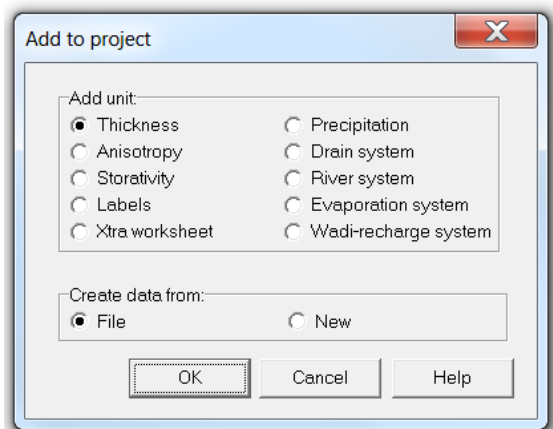 Add to project
Add unit:
Thickness
Anisotropy
Storativity
Labels
Xtra worksheet
Precipitation
Drain system
River system
Evaporation system
Wadi-recharge system
Create data from:
File
New
OK
Cancel
Help